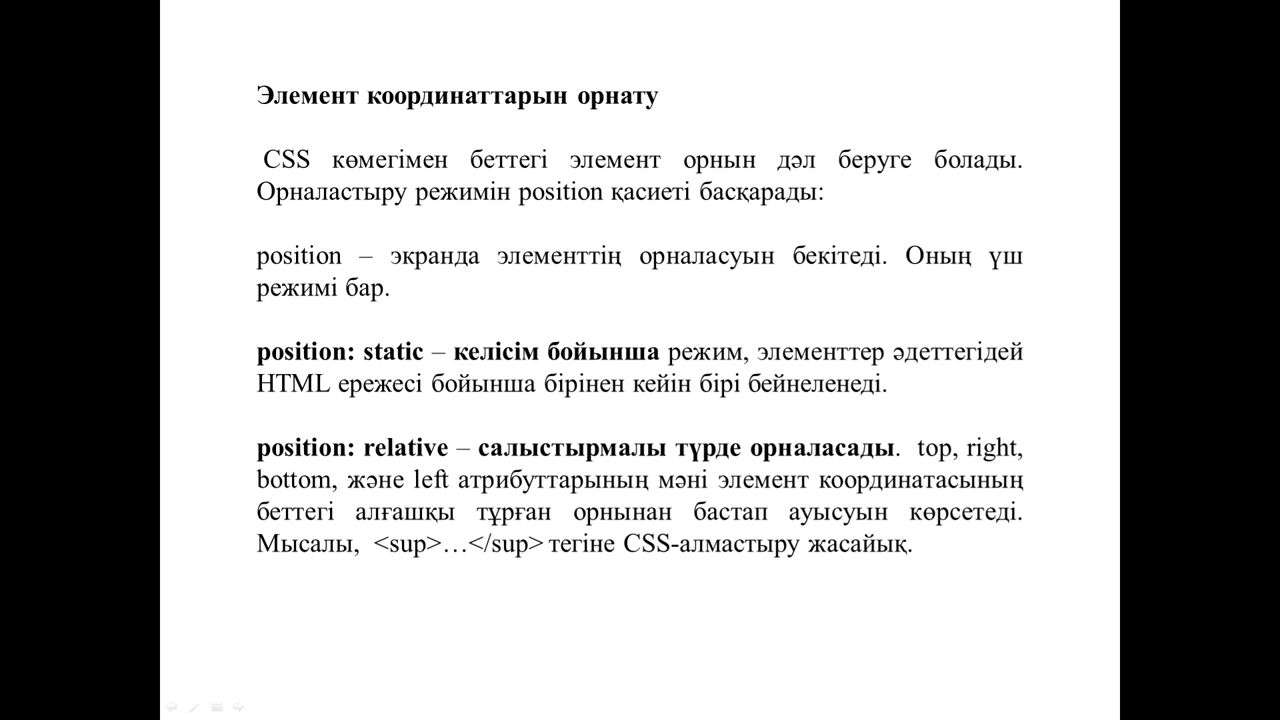 Элемент координаттарын орнату
CSS көмегімен беттегі элемент орнын дәл беруге болады.
Орналастыру режимін position қасиеті басқарады:
position – экранда элементтің орналасуын бекітеді. Оның үш
режимі бар.
position: static – келісім бойынша режим, элементтер әдеттегідей
HTML ережесі бойынша бірінен кейін бірі бейнеленеді.
position: relative – салыстырмалы түрде орналасады. top, right,
bottom, және left атрибуттарының мәні элемент координатасының
беттегі алғашқы тұрған орнынан бастап ауысуын көрсетеді.
Мысалы, <sup>…</sup> тегіне CSS-алмастыру жасайық.